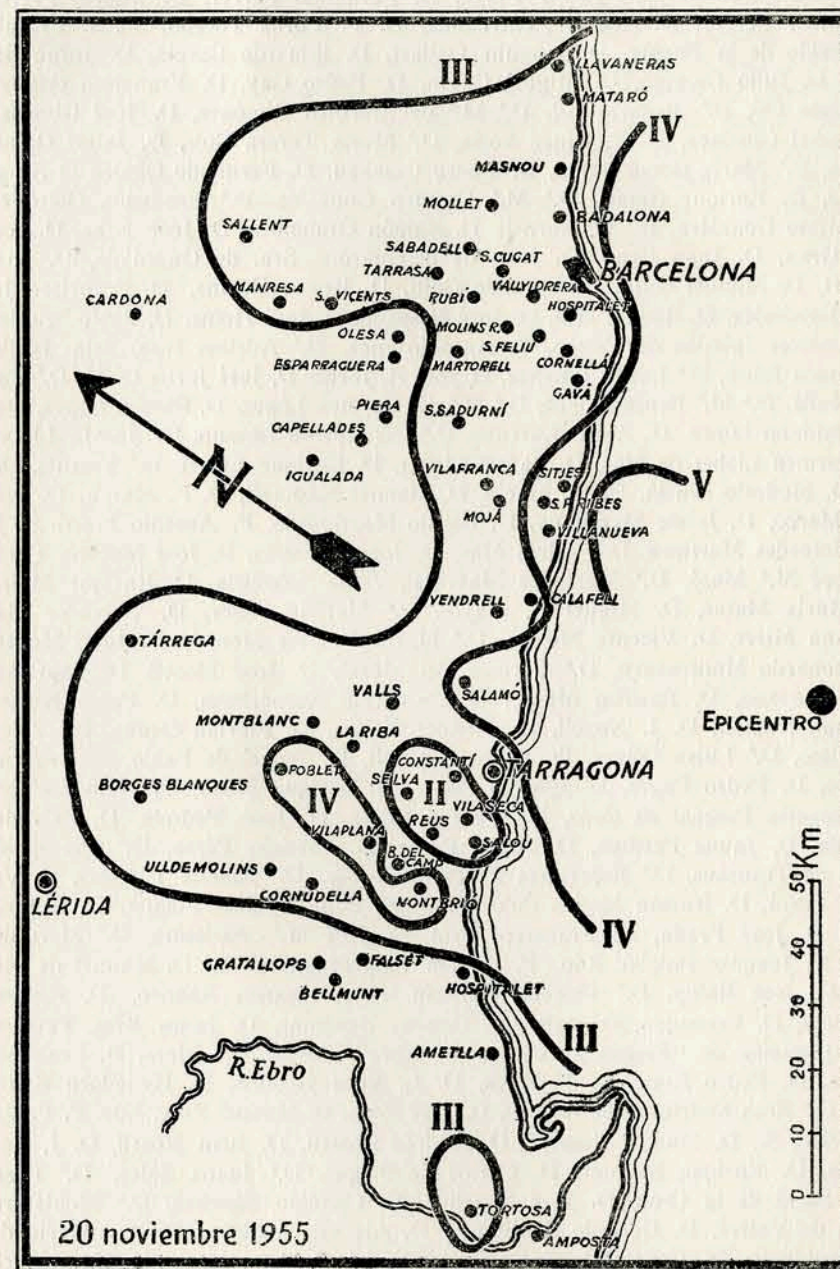 III
LLAVANERAS
MATARÓ
IV
MASNOU
MOLLET
BADALONA
SALLENT
SABADELL
S. CUGAT
TARRASA
BARCELONA
CARDONA
MANRESA
S. VICENTS
RUBÍ
VALLVIDRERA
HOSPITALET
OLESA
MOLINS R.
S. FELIU
ESPARRAGUERA
MARTORELL
CORNELLÁ
GAVÁ
PIERA
CAPELLADES
S. SADURNÍ
IGUALADA
N
VILAFRANCA
SITJES
V
MOJÁ
S. P. RIBES
VILLANUEVA
VENDRELL
CALAFELL
TÁRREGA
SALAMO
VALLS
MONTBLANC
LA RIBA
EPICENTRO
POBLET
CONSTANTÍ
TARRAGONA
SELVA
II
BORGES BLANQUES
IV
VILASECA
REUS
VILAPLANA
SALOU
B. DEL
CAMP
ULLDEMOLINS
CORNUDELLA
MONTBRIO
LÉRIDA
50 Km
IV
GRATALLOPS
FALSET
BELLMUNT
HOSPITALET
40
30
III
AMETLLA
20
R. Ebro
III
10
TORTOSA
0
AMPOSTA
20 noviembre 1955